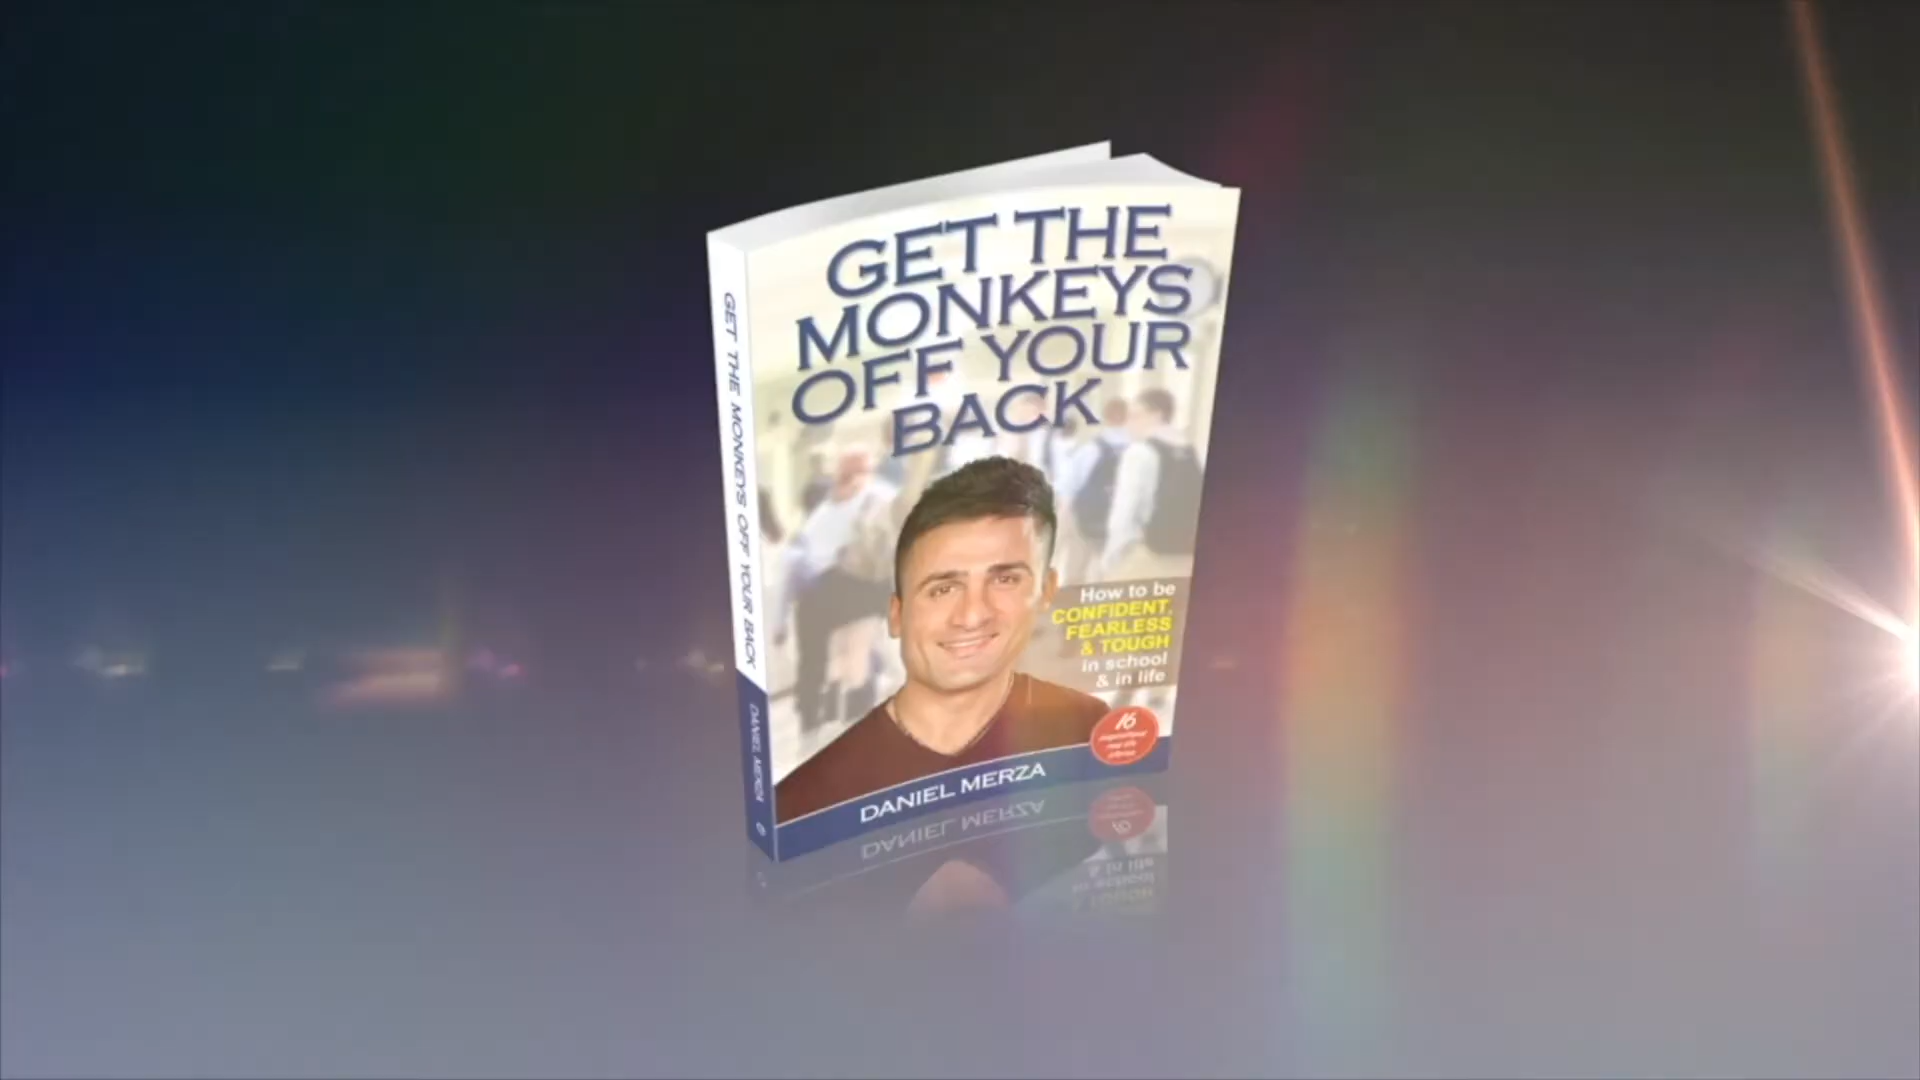 GET THE
MONKEYS
OFF YOUR
BACK
How to be
CONFIDENT,
FEARLESS
& TOUGH
in school
& in life
16
DANIEL MERZA
GET THE MONKEYS OFF YOUR BACK
DANIEL MERZA